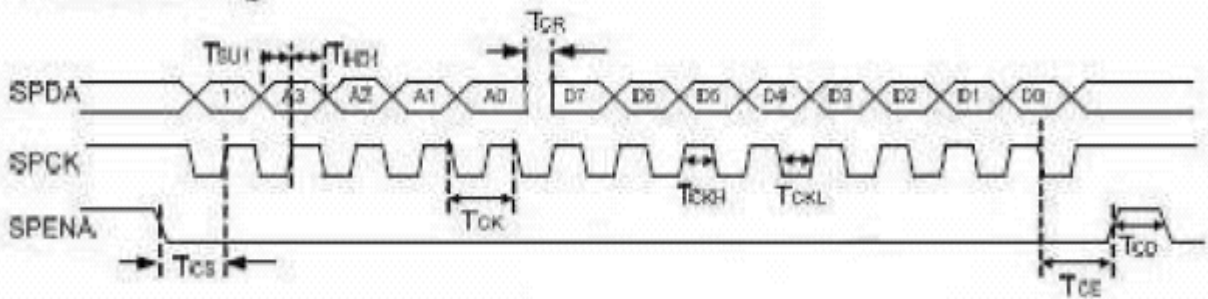 TCR
TSU1 THD1
SPDA 1 A3 A2 A1 A0 D7 D6 D5 D4 D3 D2 D1 D0
SPCK
TCK TCKH TCKL
SPENA
TCS TCE TCD